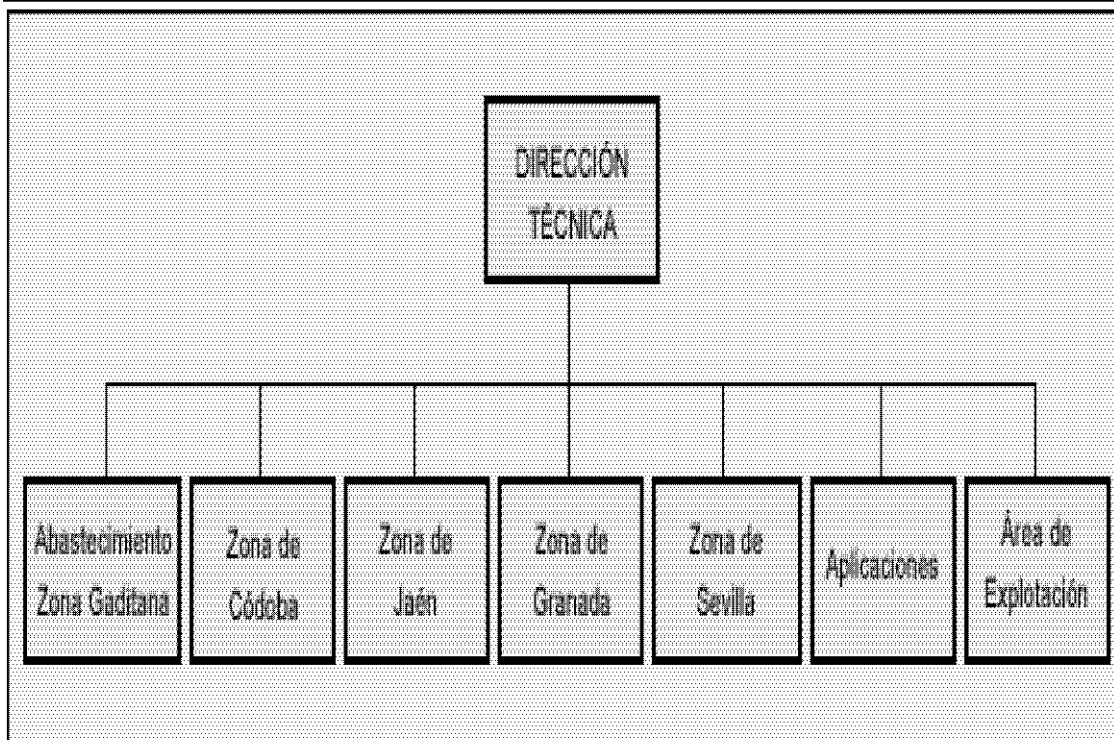 DIRECCIÓN
TÉCNICA
Abastecimiento
Zona Gaditana
Zona de
Códoba
Zona de
Jaén
Zona de
Granada
Zona de
Sevilla
Aplicaciones
Área de
Explotación